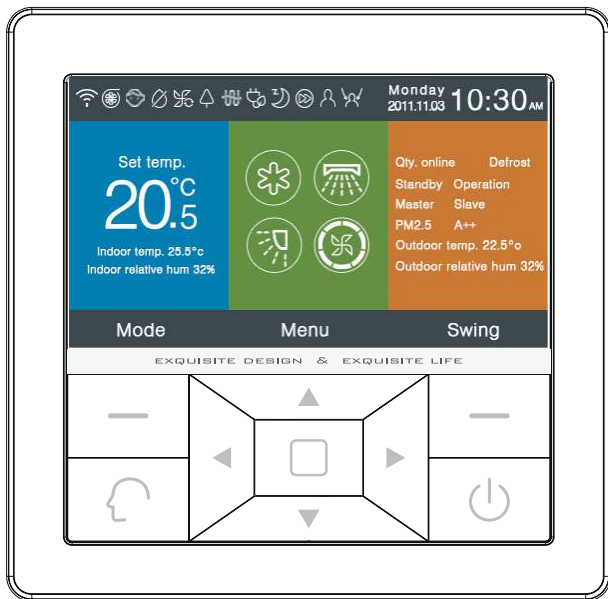 Monday
2011.11.03 10:30 AM
Set temp.
20.5°C
Indoor temp. 25.5°c
Indoor relative hum 32%
Qty. online Defrost
Standby Operation
Master Slave
PM2.5 A++
Outdoor temp. 22.5°c
Outdoor relative hum 32%
Mode Menu Swing
EXQUISITE DESIGN & EXQUISITE LIFE